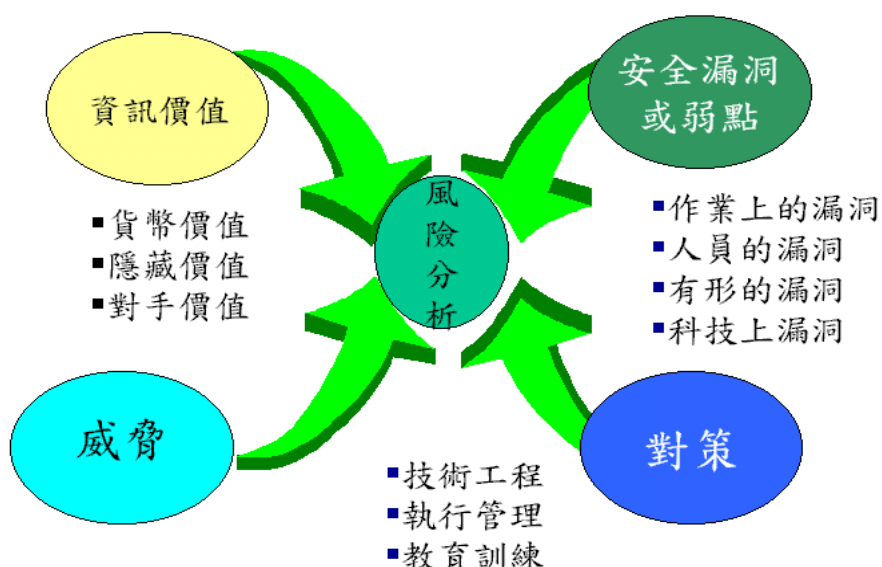 資訊價值
■貨幣價值
■隱藏價值
■對手價值
安全漏洞
或弱點
■作業上的漏洞
■人員的漏洞
■有形的漏洞
■科技上漏洞
風
險
分
析
威脅
對策
■技術工程
■執行管理
■教育訓練